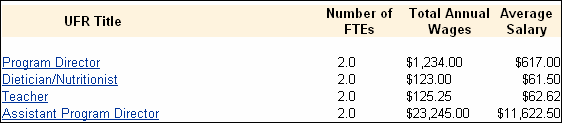 UFR Title Number of FTEs Total Annual Wages Average Salary
Program Director 2.0 $1,234.00 $617.00
Dietician/Nutritionist 2.0 $123.00 $61.50
Teacher 2.0 $125.25 $62.62
Assistant Program Director 2.0 $23,245.00 $11,622.50